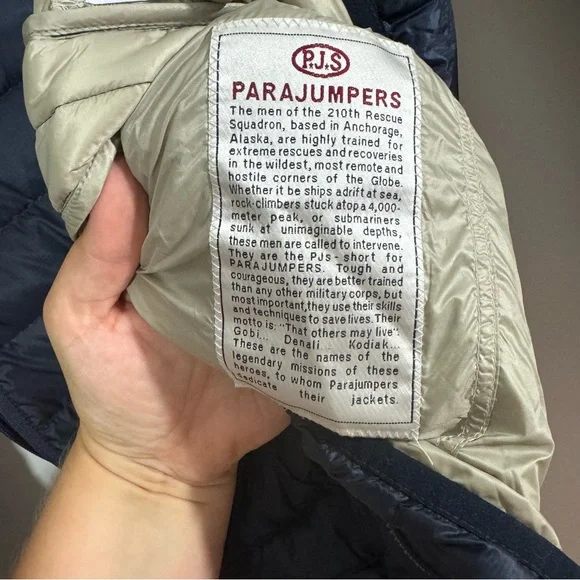 P.J.S
PARAJUMPERS
The men of the 210th Rescue
Squadron, based in Anchorage,
Alaska, are highly trained for
extreme rescues and recoveries
in the wildest, most remote and
hostile corners of the Globe.
Whether it be ships adrift at sea,
rock-climbers stuck atop a 4,000-
meter peak, or submariners
sunk at unimaginable depths,
these men are called to intervene.
They are the PJs - short for
PARAJUMPERS. Tough and
courageous, they are better trained
than any other military corps, but
most important, they use their skills
and techniques to save lives. Their
motto is: "That others may live".
Gobi... Denali... Kodiak...
These are the names of the
legendary missions of these
heroes, to whom Parajumpers
dedicate their jackets.